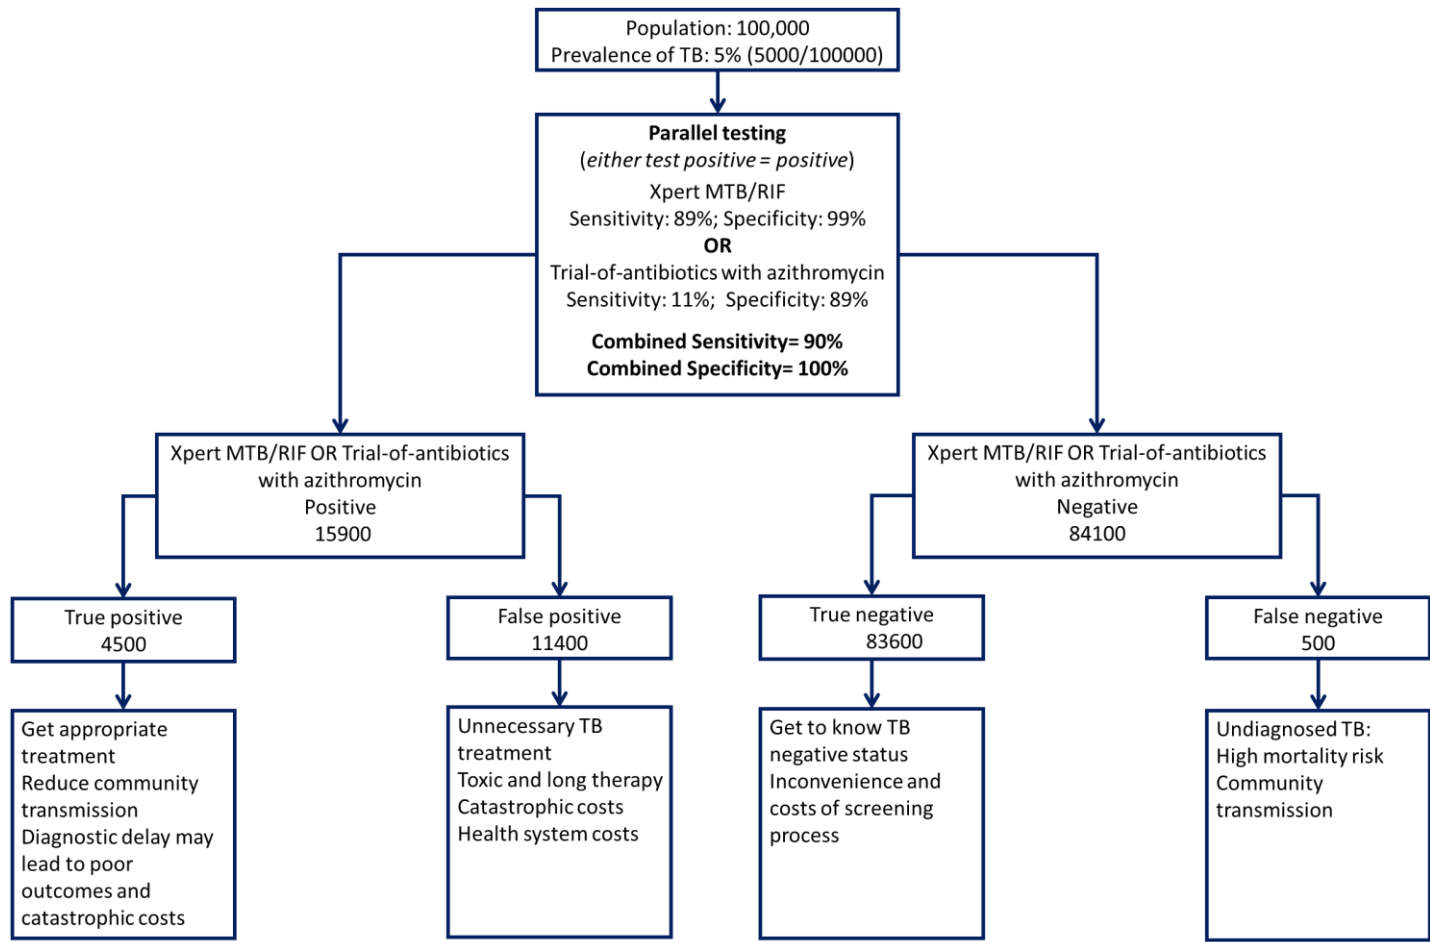 Population: 100,000
Prevalence of TB: 5% (5000/100000)
Parallel testing
(either test positive = positive)
Xpert MTB/RIF
Sensitivity: 89%; Specificity: 99%
OR
Trial-of-antibiotics with azithromycin
Sensitivity: 11%; Specificity: 89%
Combined Sensitivity= 90%
Combined Specificity= 100%
Xpert MTB/RIF OR Trial-of-antibiotics
with azithromycin
Positive
15900
Xpert MTB/RIF OR Trial-of-antibiotics
with azithromycin
Negative
84100
True positive
4500
False positive
11400
True negative
83600
False negative
500
Get appropriate
treatment
Reduce community
transmission
Diagnostic delay may
lead to poor
outcomes and
catastrophic costs
Unnecessary TB
treatment
Toxic and long therapy
Catastrophic costs
Health system costs
Get to know TB
negative status
Inconvenience and
costs of screening
process
Undiagnosed TB:
High mortality risk
Community
transmission